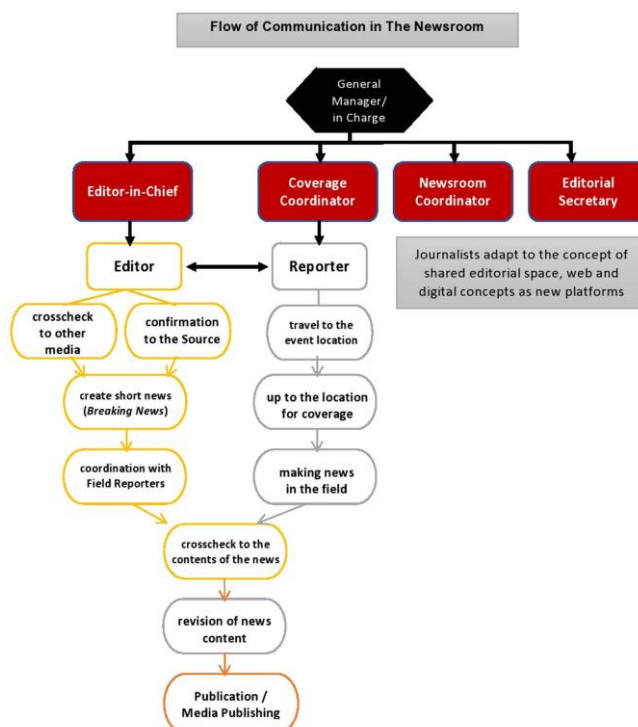 Flow of Communication in The Newsroom
General
Manager/
in Charge
Editor-in-Chief
Coverage
Coordinator
Newsroom
Coordinator
Editorial
Secretary
Editor
Reporter
Journalists adapt to the concept of
shared editorial space, web and
digital concepts as new platforms
crosscheck
to other
media
confirmation
to the Source
travel to the
event location
create short news
(Breaking News)
up to the location
for coverage
coordination with
Field Reporters
making news
in the field
crosscheck to the
contents of the news
revision of news
content
Publication /
Media Publishing